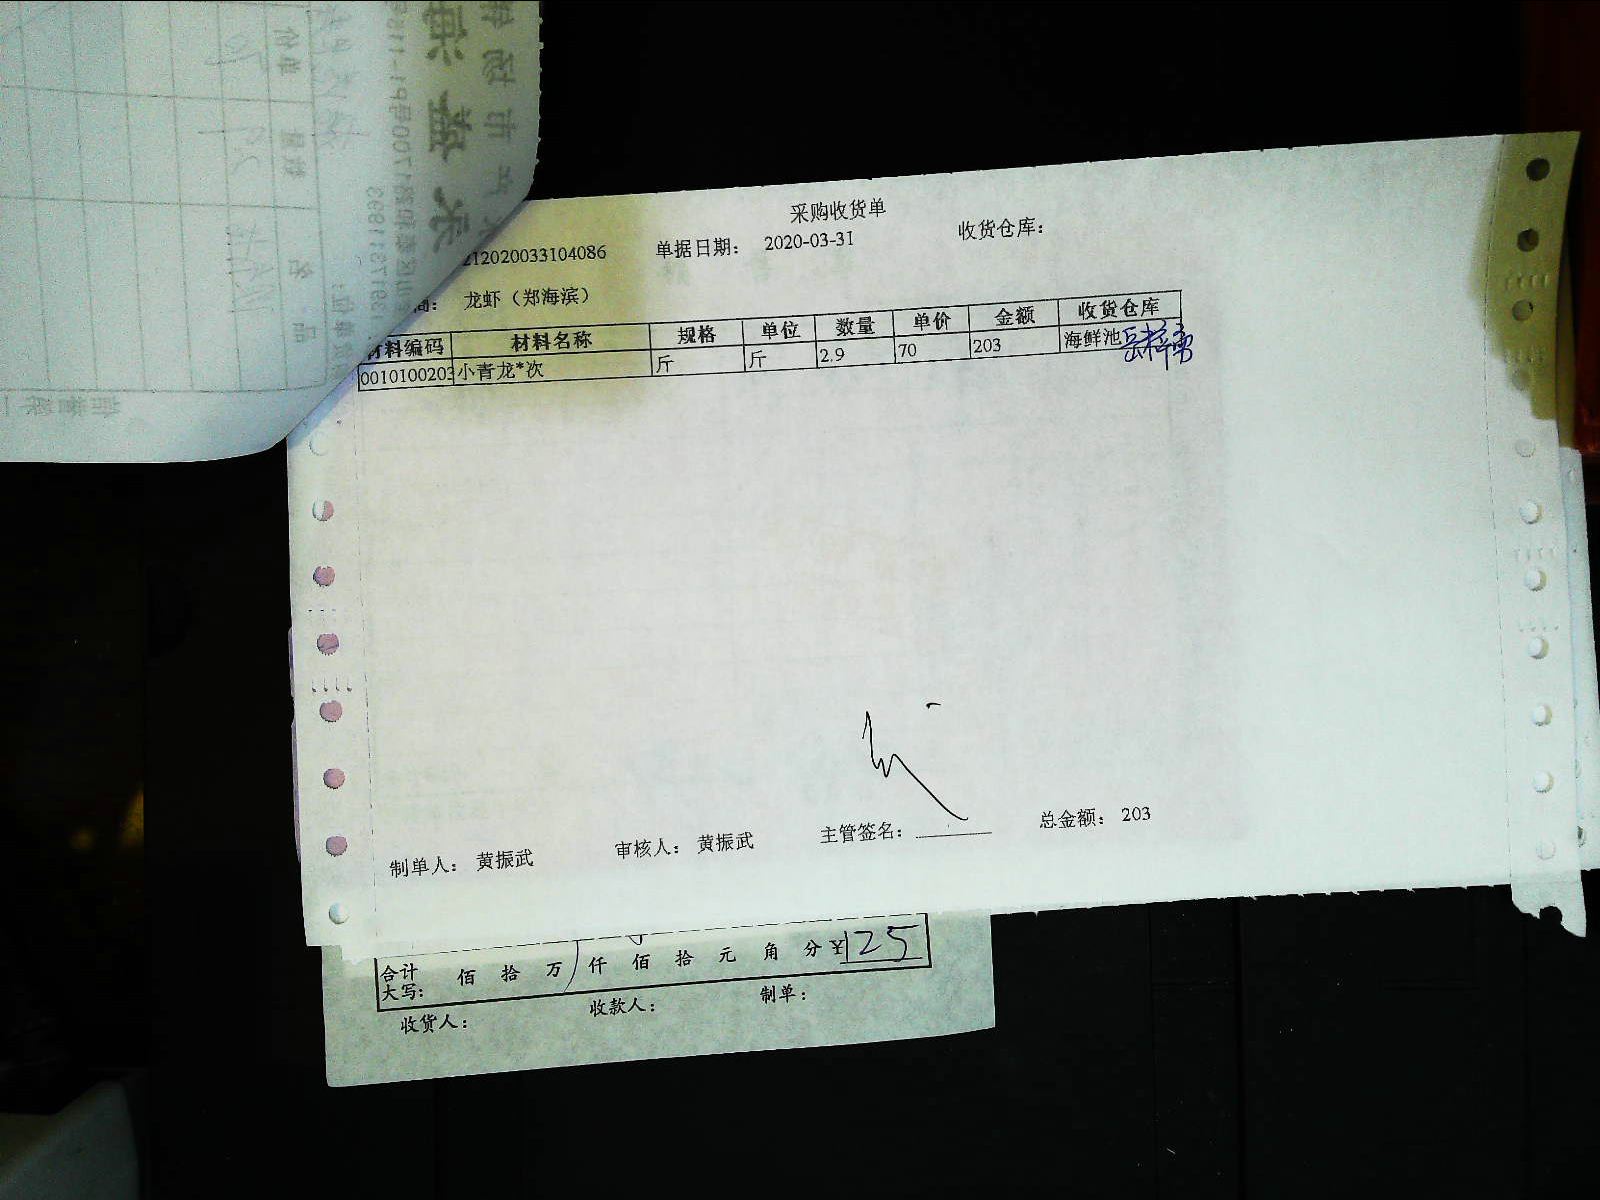 采购收货单
212020033104086 单据日期: 2020-03-31 收货仓库:
商: 龙虾（郑海滨）
材料编码 材料名称 规格 单位 数量 单价 金额 收货仓库
0010100203 小青龙*次 斤 斤 2.9 70 203 海鲜池
制单人: 黄振武 审核人: 黄振武 主管签名: 总金额: 203
合计大写: 佰 拾 万 仟 佰 拾 元 角 分 ¥125
收货人: 收款人: 制单: